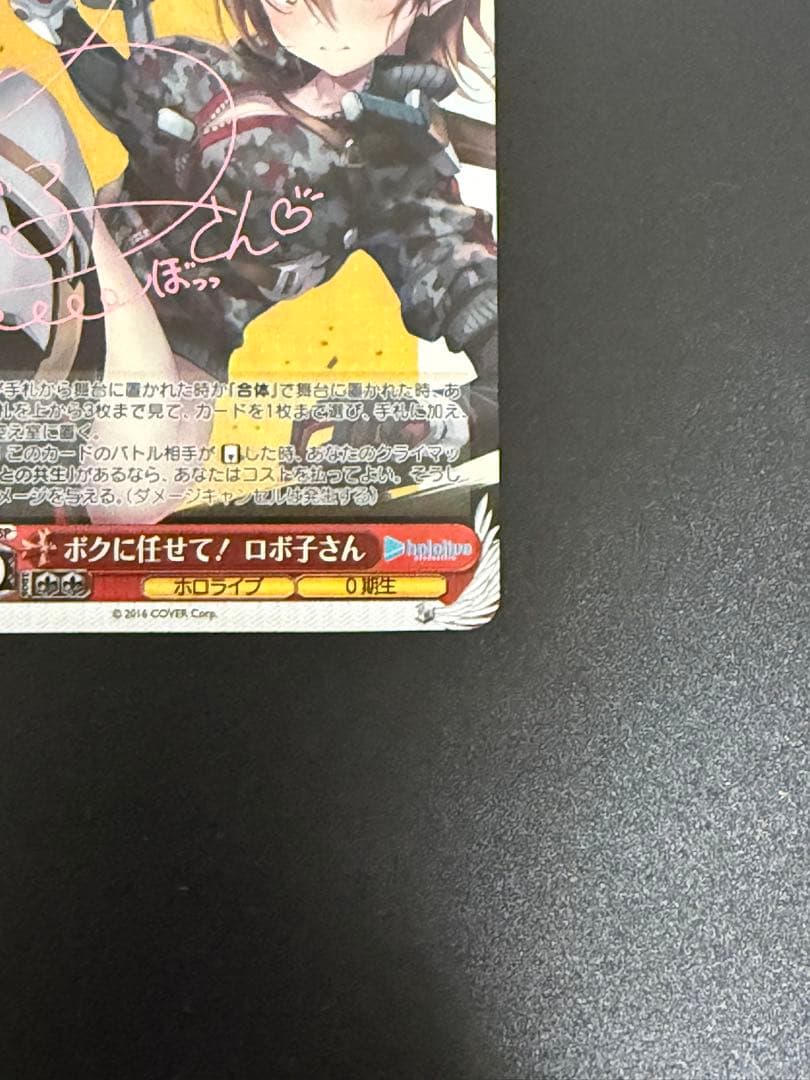 ろ
さん♡
ぼっっ
手札から舞台に置かれた時か「合体」で舞台に置かれた時、あ
札を上から3枚まで見て、カードを1枚まで選び、手札に加え、
控え室に置く。
このカードのバトル相手が した時、あなたのクライマッ
との共生」があるなら、あなたはコストを払ってよい。そうし
メージを与える。(ダメージキャンセルは発生する)
SP
ボクに任せて! ロボ子さん hololive
ホロライブ 0期生
© 2016 COVER Corp.